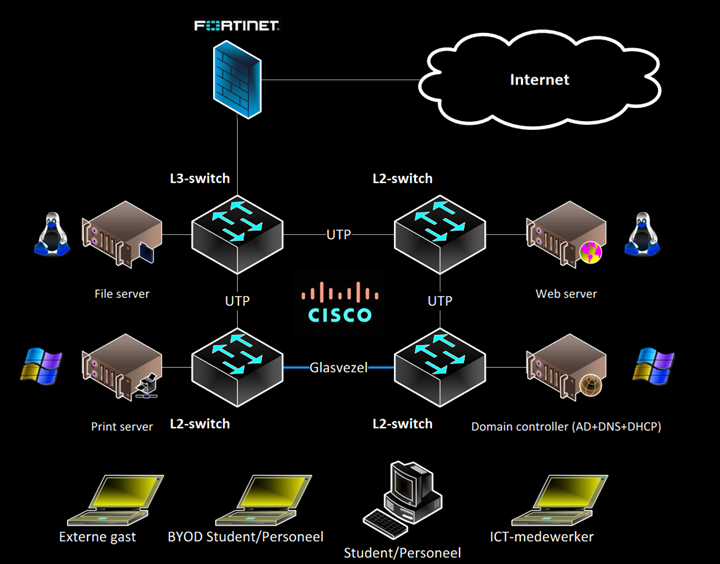 FORTINET
Internet
L3-switch
L2-switch
UTP
File server
Web server
UTP
UTP
CISCO
Glasvezel
Print server
L2-switch
L2-switch
Domain controller (AD+DNS+DHCP)
Externe gast
BYOD Student/Personeel
Student/Personeel
ICT-medewerker